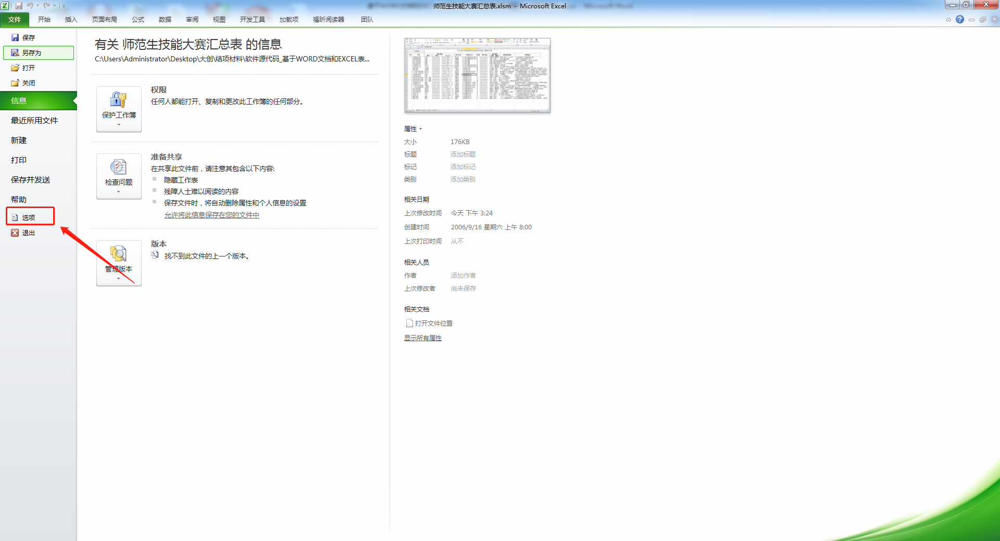 师范生技能大赛汇总表.xlsm - Microsoft Excel
文件 开始 插入 页面布局 公式 数据 审阅 视图 开发工具 加载项 福昕阅读器 团队
保存
另存为
打开
关闭
信息
最近所用文件
新建
打印
保存并发送
帮助
选项
退出
有关 师范生技能大赛汇总表 的信息
C:\Users\Administrator\Desktop\大创\结项材料\软件源代码_基于WORD文档和EXCEL表...
保护工作簿
权限
任何人都能打开、复制和更改此工作簿的任何部分。
检查问题
准备共享
在共享此文件前，请注意其包含以下内容:
隐藏工作表
残障人士难以阅读的内容
保存文件时，将自动删除属性和个人信息的设置
允许将此信息保存在您的文件中
管理版本
版本
找不到此文件的上一个版本。
属性
大小 176KB
标题 添加标题
标记 添加标记
类别 添加类别
相关日期
上次修改时间 今天 下午 3:24
创建时间 2006/9/16 星期六 上午 8:00
上次打印时间 从不
相关人员
作者 添加作者
上次修改者 尚未保存
相关文档
打开文件位置
显示所有属性